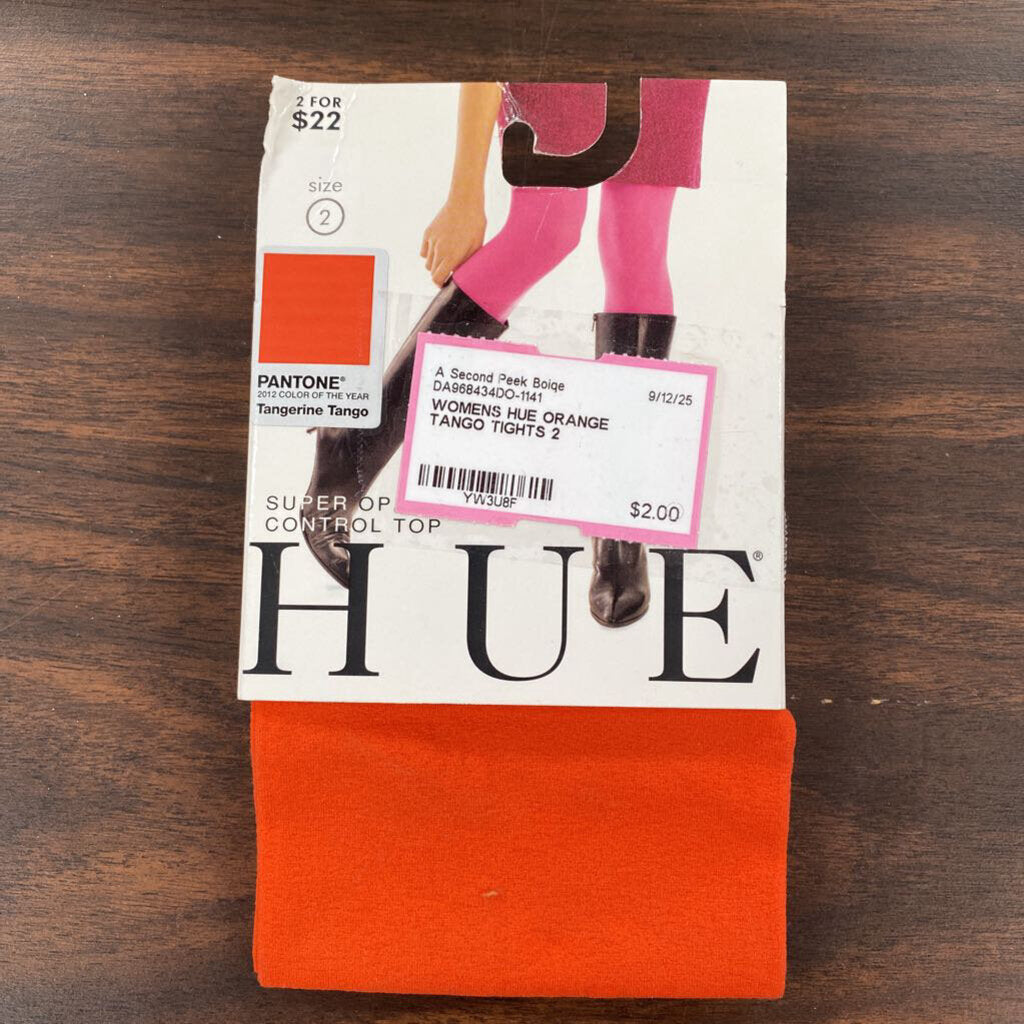 2 FOR
$22
size
2
PANTONE®
2012 COLOR OF THE YEAR
Tangerine Tango
A Second Peek Boiqe
9/12/25
DA968434DO-1141
WOMENS HUE ORANGE
TANGO TIGHTS 2
YW3U8F
$2.00
SUPER OP
CONTROL TOP
HUE®